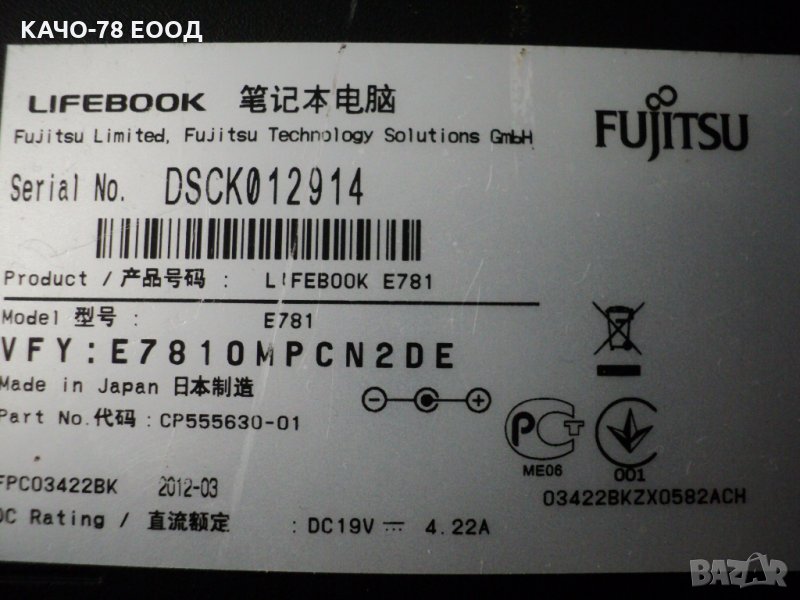 КАЧО-78 ЕООД
LIFEBOOK 笔记本电脑
FUJITSU
Fujitsu Limited, Fujitsu Technology Solutions GmbH
Serial No. DSCK012914
Product / 产品号码 : LIFEBOOK E781
Model 型号 : E781
VFY: E7810MPCN2DE
Made in Japan 日本制造
Part No.代码 : CP555630-01
РСТ
ME06
001
FPC03422BK 2012-03
03422BKZX0582ACH
DC Rating / 直流额定 : DC19V 4.22A
BAZAR